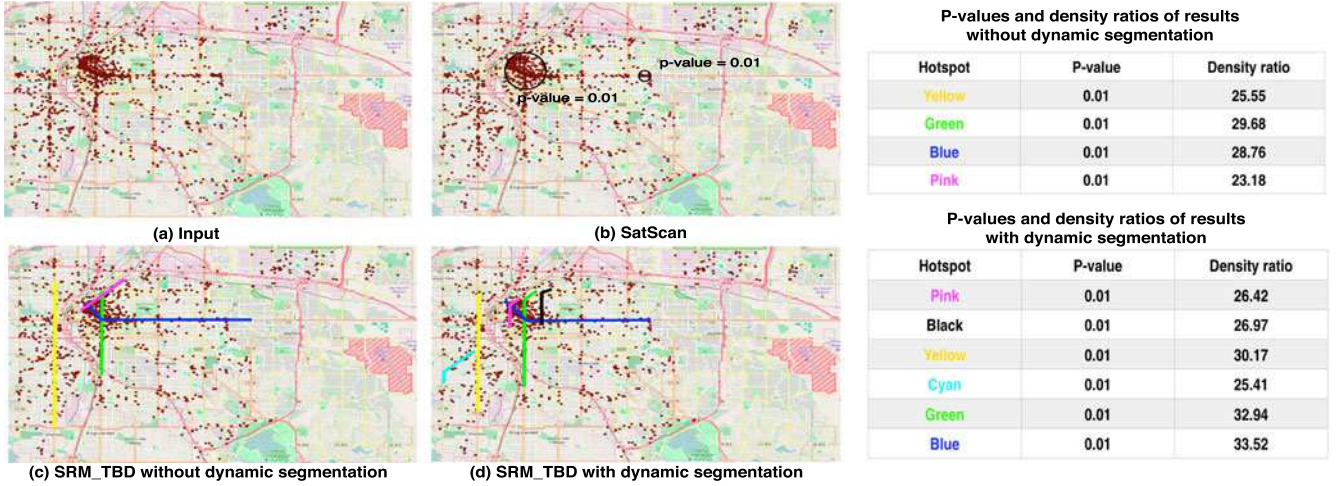 p-value = 0.01
p-value = 0.01
(a) Input
(b) SatScan
(c) SRM_TBD without dynamic segmentation
(d) SRM_TBD with dynamic segmentation
P-values and density ratios of results
without dynamic segmentation
Hotspot P-value Density ratio
Yellow 0.01 25.55
Green 0.01 29.68
Blue 0.01 28.76
Pink 0.01 23.18
P-values and density ratios of results
with dynamic segmentation
Hotspot P-value Density ratio
Pink 0.01 26.42
Black 0.01 26.97
Yellow 0.01 30.17
Cyan 0.01 25.41
Green 0.01 32.94
Blue 0.01 33.52